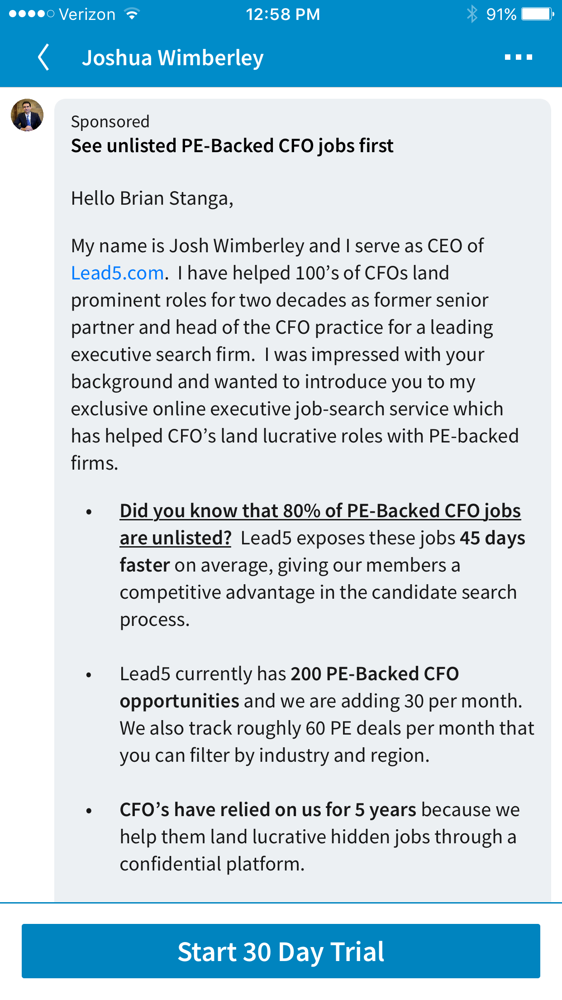 Verizon 12:58 PM 91%
Joshua Wimberley
Sponsored
See unlisted PE-Backed CFO jobs first
Hello Brian Stanga,
My name is Josh Wimberley and I serve as CEO of
Lead5.com.  I have helped 100’s of CFOs land
prominent roles for two decades as former senior
partner and head of the CFO practice for a leading
executive search firm.  I was impressed with your
background and wanted to introduce you to my
exclusive online executive job-search service which
has helped CFO’s land lucrative roles with PE-backed
firms.
• Did you know that 80% of PE-Backed CFO jobs
are unlisted?  Lead5 exposes these jobs 45 days
faster on average, giving our members a
competitive advantage in the candidate search
process.
• Lead5 currently has 200 PE-Backed CFO
opportunities and we are adding 30 per month.
We also track roughly 60 PE deals per month that
you can filter by industry and region.
• CFO’s have relied on us for 5 years because we
help them land lucrative hidden jobs through a
confidential platform.
Start 30 Day Trial